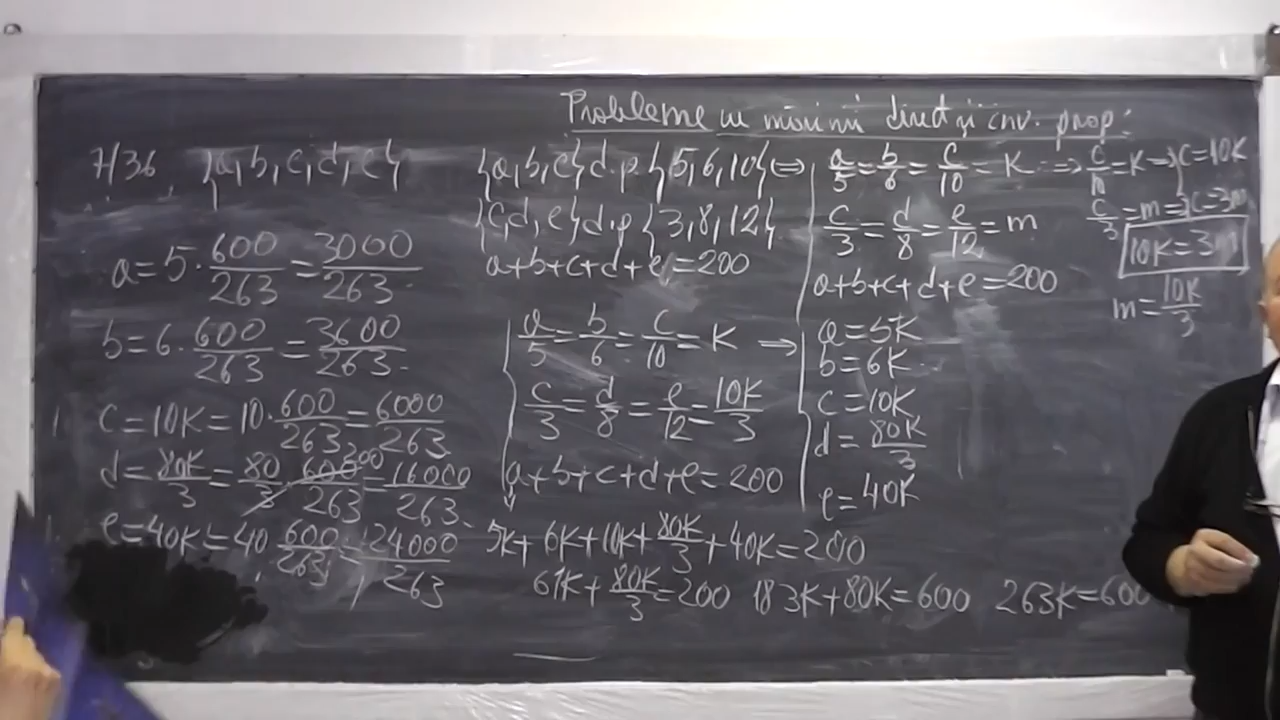 Probleme cu mărimi direct și inv. prop:
7/36 {a,b,c,d,e}
a=5·600/263=3000/263
b=6·600/263=3600/263
c=10K=10·600/263=6000/263
d=80K/3=80/3·600/263 200=16000/263
e=40K=40·600/263=24000/263
{a,b,c}d.p{5,6,10}⇔
{c,d,e}d.p{3,8,12}
a+b+c+d+e=200
a/5=b/6=c/10=K⇒
c/3=d/8=e/12=10K/3
a+b+c+d+e=200
5K+6K+10K+80K/3+40K=200
61K+80K/3=200 183K+80K=600 263K=600
a/5=b/6=c/10=K⇒c/10=K⇒c=10K
c/3=d/8=e/12=m
c/3=m⇒c=3m
10K=3m
a+b+c+d+e=200
m=10K/3
a=5K
b=6K
c=10K
d=80K/3
e=40K